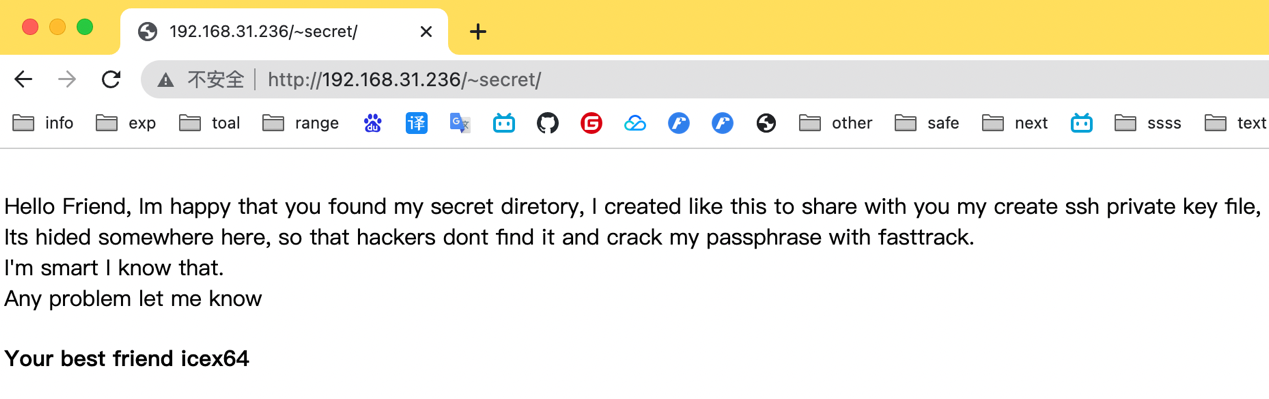 192.168.31.236/~secret/
不安全 http://192.168.31.236/~secret/
info exp toal range du 译 G 文 G other safe next ssss text
Hello Friend, Im happy that you found my secret diretory, I created like this to share with you my create ssh private key file,
Its hided somewhere here, so that hackers dont find it and crack my passphrase with fasttrack.
I'm smart I know that.
Any problem let me know
Your best friend icex64